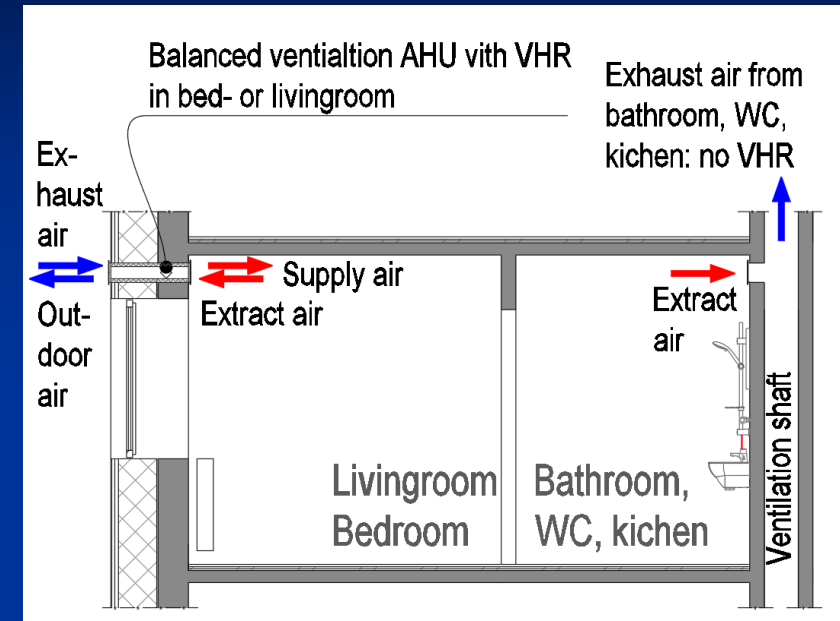 Balanced ventialtion AHU vith VHR
in bed- or livingroom
Exhaust air from
bathroom, WC,
kichen: no VHR
Ex-
haust
air
Out-
door
air
Supply air
Extract air
Extract
air
Livingroom
Bedroom
Bathroom,
WC, kichen
Ventilation shaft